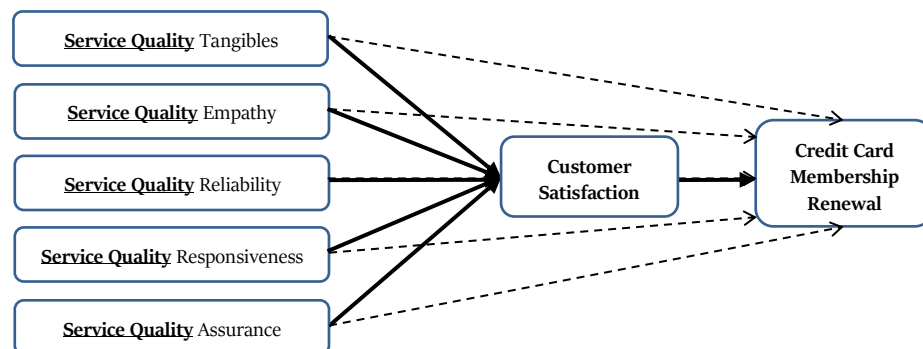 Service Quality Tangibles
Service Quality Empathy
Service Quality Reliability
Service Quality Responsiveness
Service Quality Assurance
Customer
Satisfaction
Credit Card
Membership
Renewal